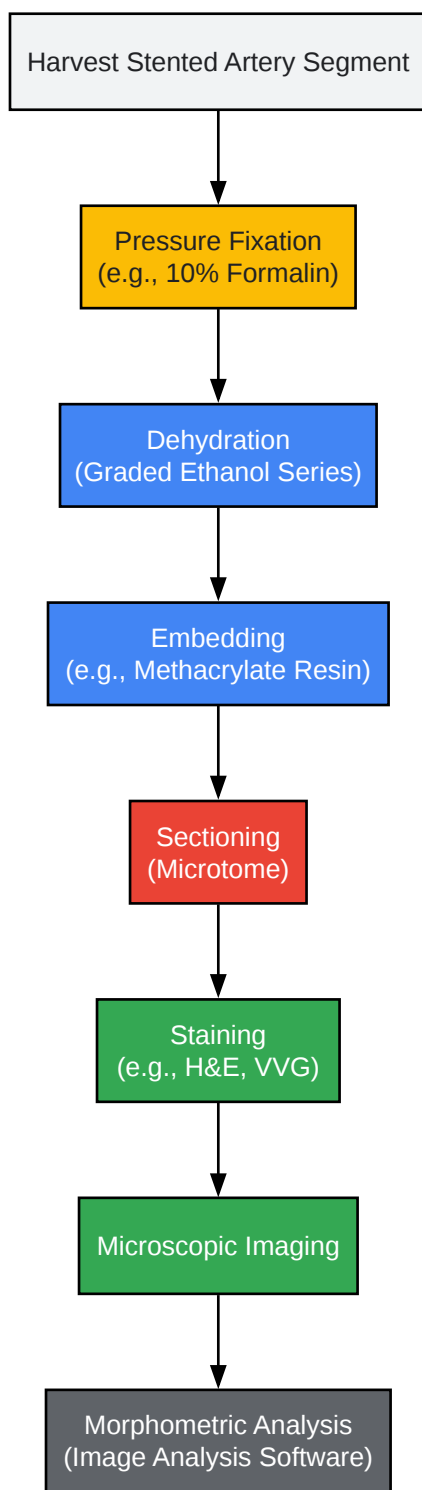 Harvest Stented Artery Segment
Pressure Fixation
(e.g., 10% Formalin)
Dehydration
(Graded Ethanol Series)
Embedding
(e.g., Methacrylate Resin)
Sectioning
(Microtome)
Staining
(e.g., H&E, VVG)
Microscopic Imaging
Morphometric Analysis
(Image Analysis Software)